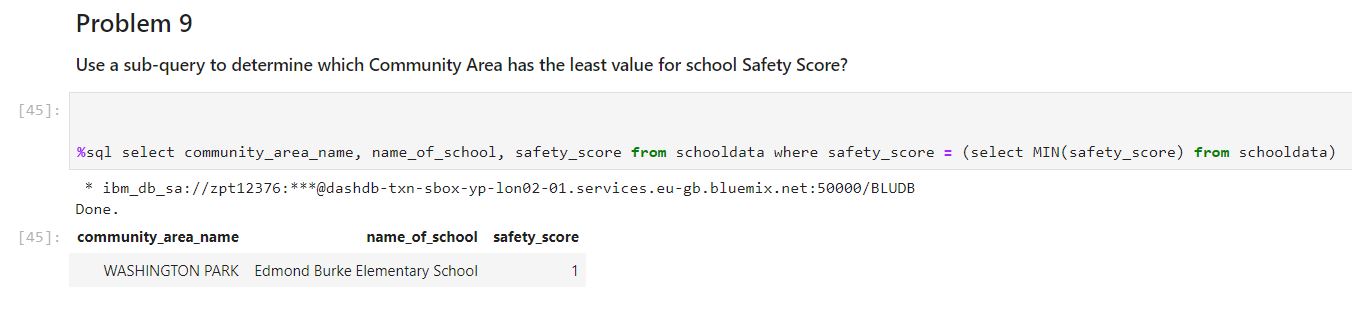 Problem 9
Use a sub-query to determine which Community Area has the least value for school Safety Score?
[45]:
%sql select community_area_name, name_of_school, safety_score from schooldata where safety_score = (select MIN(safety_score) from schooldata)
* ibm_db_sa://zpt12376:***@dashdb-txn-sbox-yp-lon02-01.services.eu-gb.bluemix.net:50000/BLUDB
Done.
[45]: community_area_name name_of_school safety_score
WASHINGTON PARK Edmond Burke Elementary School 1